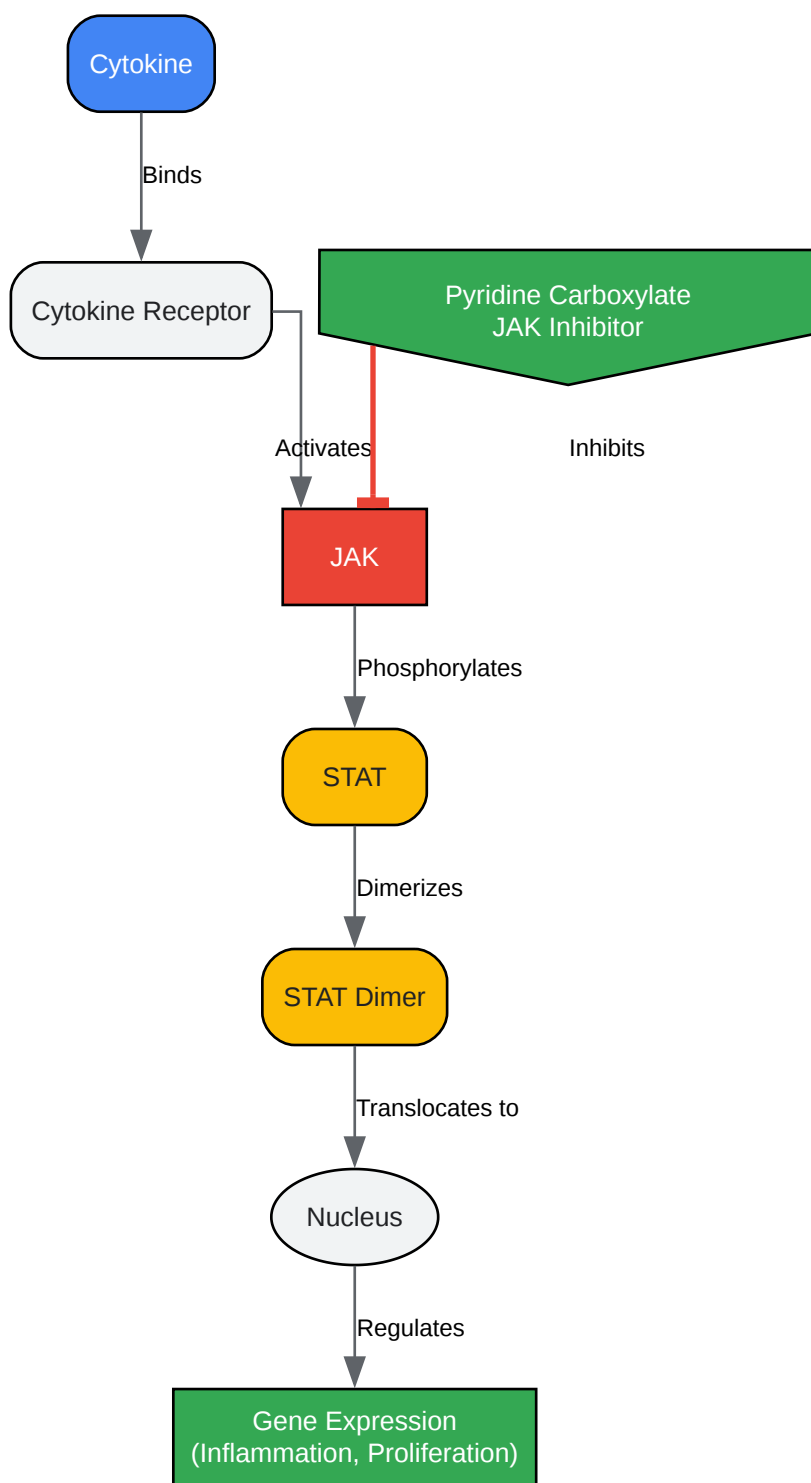 Cytokine
Binds
Cytokine Receptor
Pyridine Carboxylate
JAK Inhibitor
Activates
Inhibits
JAK
Phosphorylates
STAT
Dimerizes
STAT Dimer
Translocates to
Nucleus
Regulates
Gene Expression
(Inflammation, Proliferation)